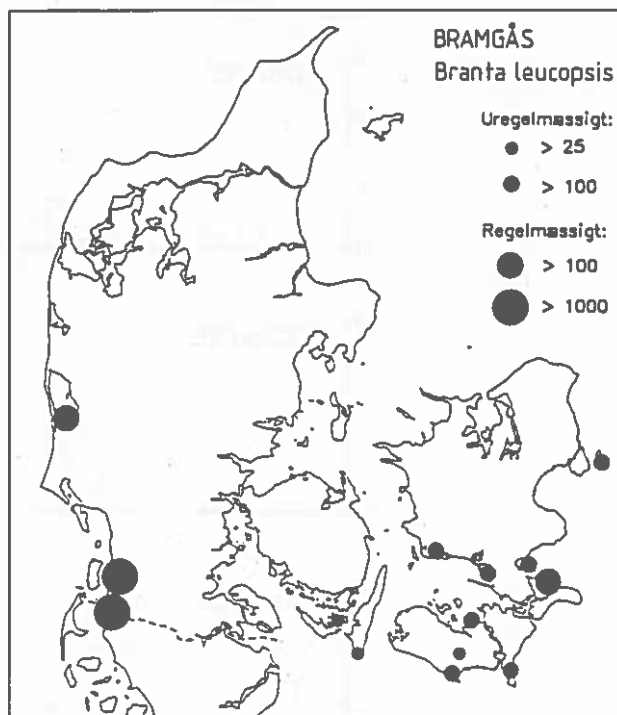 BRAMGÅS
Branta leucopsis
Uregelmæssigt:
> 25
> 100
Regelmæssigt:
> 100
> 1000